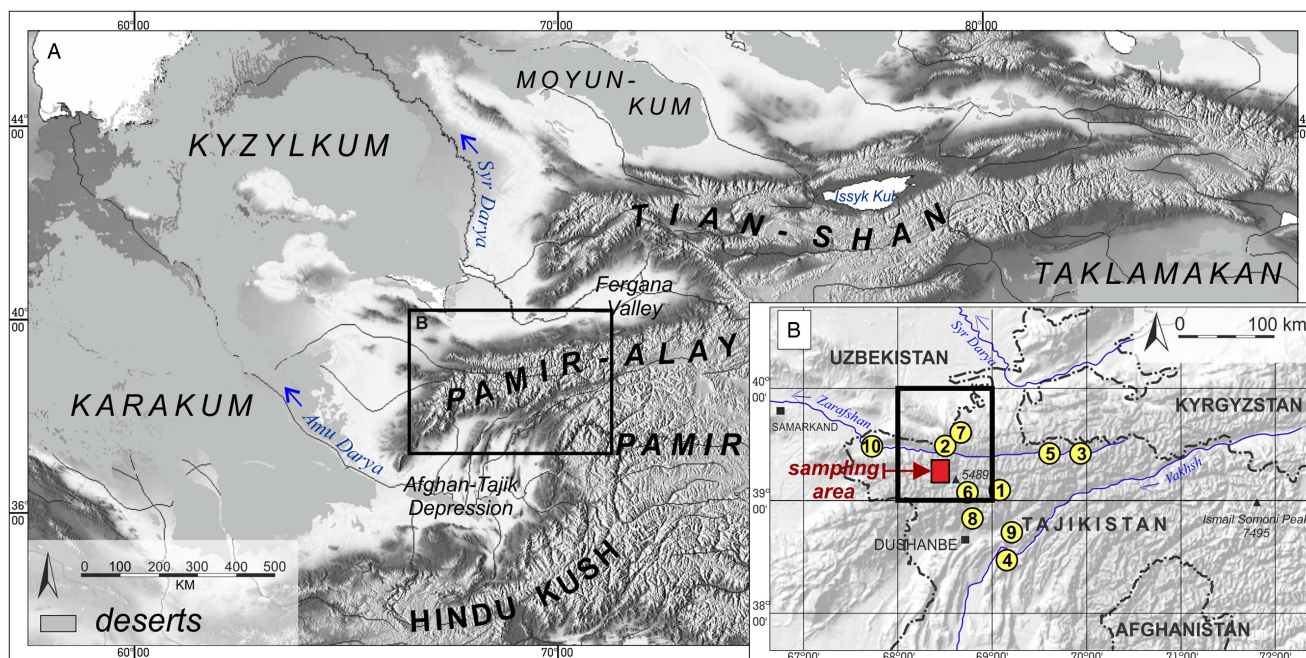 60°00 70°00 80°00
A
MOYUN-
KUM
44°
00'
KYZYLKUM
Syr Darya
Issyk Kul
TIAN-SHAN
TAKLAMAKAN
Fergana
Valley
40°
00'
B
PAMIR-ALAY
KARAKUM
Amu Darya
PAMIR
Afghan-Tajik
Depression
36°
00'
HINDU KUSH
0 100 200 300 400 500
KM
deserts
60°00 70°00
B
0 100 km
Syr Darya
UZBEKISTAN
40°
00'
Zarafshan
KYRGYZSTAN
SAMARKAND
7
10 2 5 3
sampling
area
5489
Vakhsh
6 1
39°
00'
8
TAJIKISTAN
Ismail Somoni Peak
7495
9
DUSHANBE
4
38°
00'
AFGHANISTAN
67°00' 68°00' 69°00' 70°00' 71°00' 72°00'